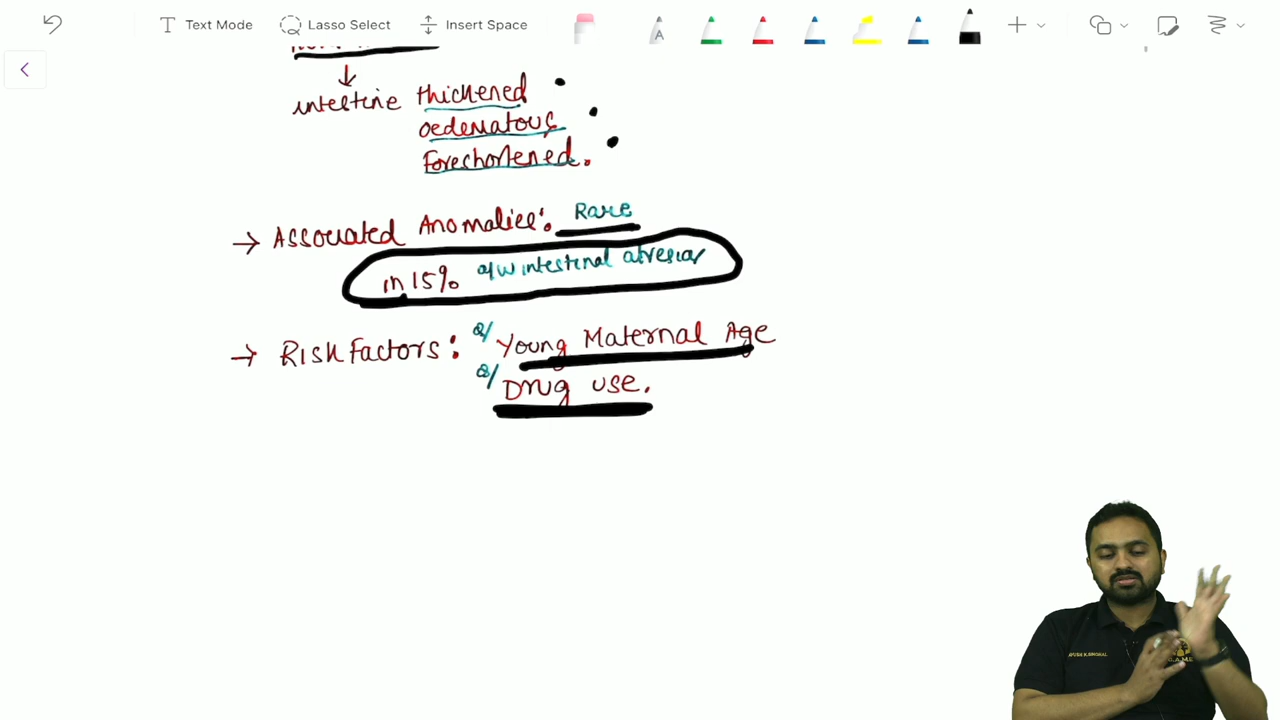 Text Mode
Lasso Select
Insert Space
intestine thickened
oedematous
Foreshortened.
→ Associated Anomalies: Rare
in 15% a/w intestinal atresias
→ Risk Factors: Young Maternal Age
Drug use.